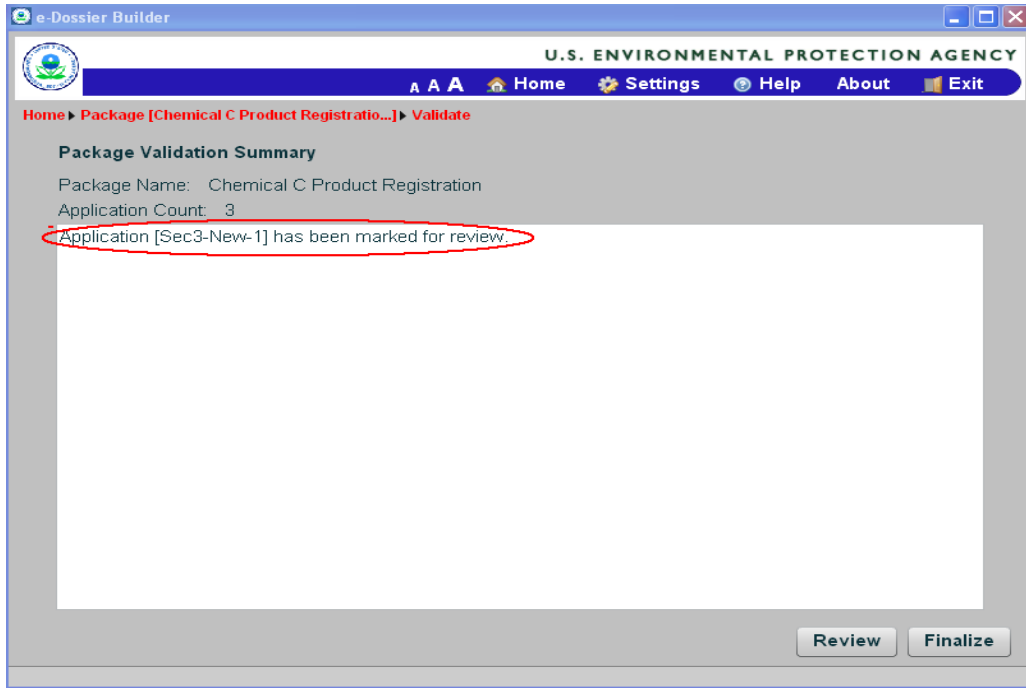 e-Dossier Builder
U.S. ENVIRONMENTAL PROTECTION AGENCY
A A A Home Settings Help About Exit
Home Package [Chemical C Product Registratio...] Validate
Package Validation Summary
Package Name: Chemical C Product Registration
Application Count: 3
Application [Sec3-New-1] has been marked for review.
Review Finalize